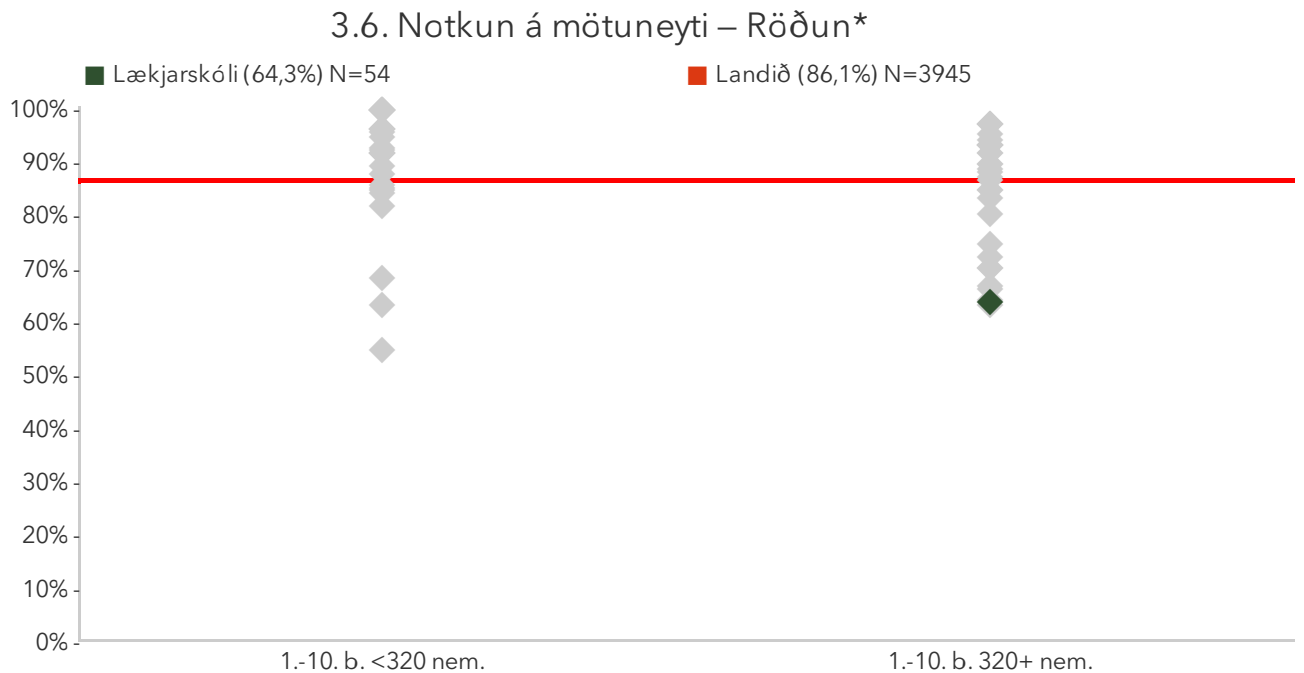 3.6. Notkun á mötuneyti – Röðun*
Lækjarskóli (64,3%) N=54
Landið (86,1%) N=3945
100%
90%
80%
70%
60%
50%
40%
30%
20%
10%
0%
1.-10. b. <320 nem.
1.-10. b. 320+ nem.